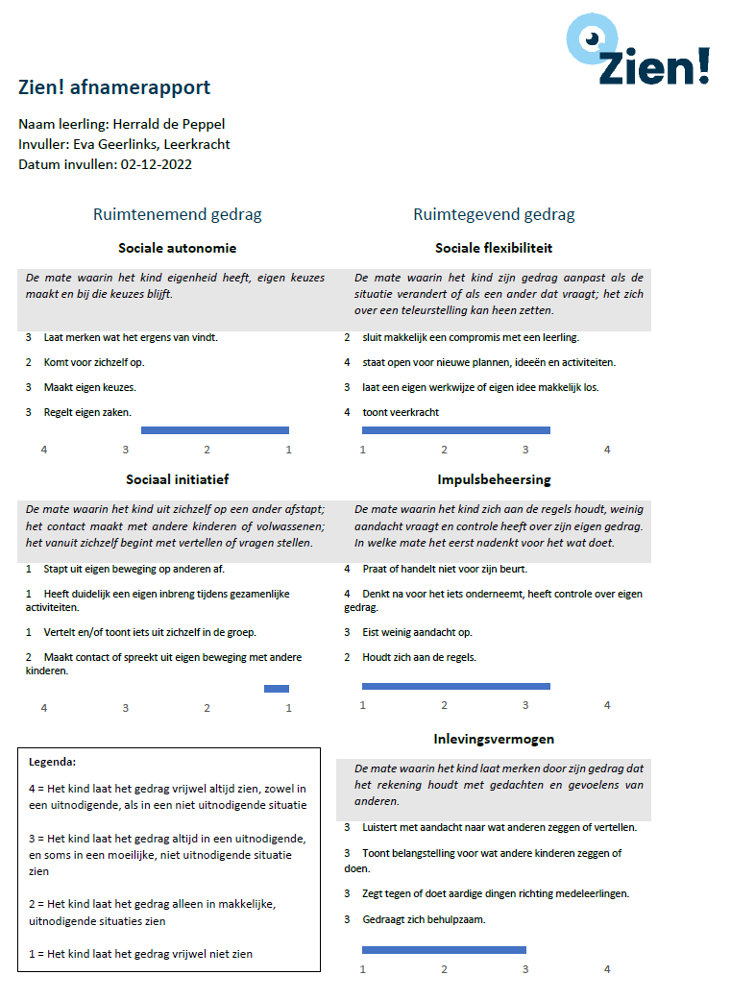 Zien!
Zien! afnamerapport
Naam leerling: Herrald de Peppel
Invuller: Eva Geerlinks, Leerkracht
Datum invullen: 02-12-2022
Ruimtenemend gedrag
Sociale autonomie
De mate waarin het kind eigenheid heeft, eigen keuzes
maakt en bij die keuzes blijft.
3 Laat merken wat het ergens van vindt.
2 Komt voor zichzelf op.
3 Maakt eigen keuzes.
3 Regelt eigen zaken.
4 3 2 1
Sociaal initiatief
De mate waarin het kind uit zichzelf op een ander afstapt;
het contact maakt met andere kinderen of volwassenen;
het vanuit zichzelf begint met vertellen of vragen stellen.
1 Stapt uit eigen beweging op anderen af.
1 Heeft duidelijk een eigen inbreng tijdens gezamenlijke
activiteiten.
1 Vertelt en/of toont iets uit zichzelf in de groep.
2 Maakt contact of spreekt uit eigen beweging met andere
kinderen.
4 3 2 1
Legenda:
4 = Het kind laat het gedrag vrijwel altijd zien, zowel in
een uitnodigende, als in een niet uitnodigende situatie
3 = Het kind laat het gedrag altijd in een uitnodigende,
en soms in een moeilijke, niet uitnodigende situatie
zien
2 = Het kind laat het gedrag alleen in makkelijke,
uitnodigende situaties zien
1 = Het kind laat het gedrag vrijwel niet zien
Ruimtegevend gedrag
Sociale flexibiliteit
De mate waarin het kind zijn gedrag aanpast als de
situatie verandert of als een ander dat vraagt; het zich
over een teleurstelling kan heen zetten.
2 sluit makkelijk een compromis met een leerling.
4 staat open voor nieuwe plannen, ideeën en activiteiten.
3 laat een eigen werkwijze of eigen idee makkelijk los.
4 toont veerkracht
1 2 3 4
Impulsbeheersing
De mate waarin het kind zich aan de regels houdt, weinig
aandacht vraagt en controle heeft over zijn eigen gedrag.
In welke mate het eerst nadenkt voor het wat doet.
4 Praat of handelt niet voor zijn beurt.
4 Denkt na voor het iets onderneemt, heeft controle over eigen
gedrag.
3 Eist weinig aandacht op.
2 Houdt zich aan de regels.
1 2 3 4
Inlevingsvermogen
De mate waarin het kind laat merken door zijn gedrag dat
het rekening houdt met gedachten en gevoelens van
anderen.
3 Luistert met aandacht naar wat anderen zeggen of vertellen.
3 Toont belangstelling voor wat andere kinderen zeggen of
doen.
3 Zegt tegen of doet aardige dingen richting medeleerlingen.
3 Gedraagt zich behulpzaam.
1 2 3 4